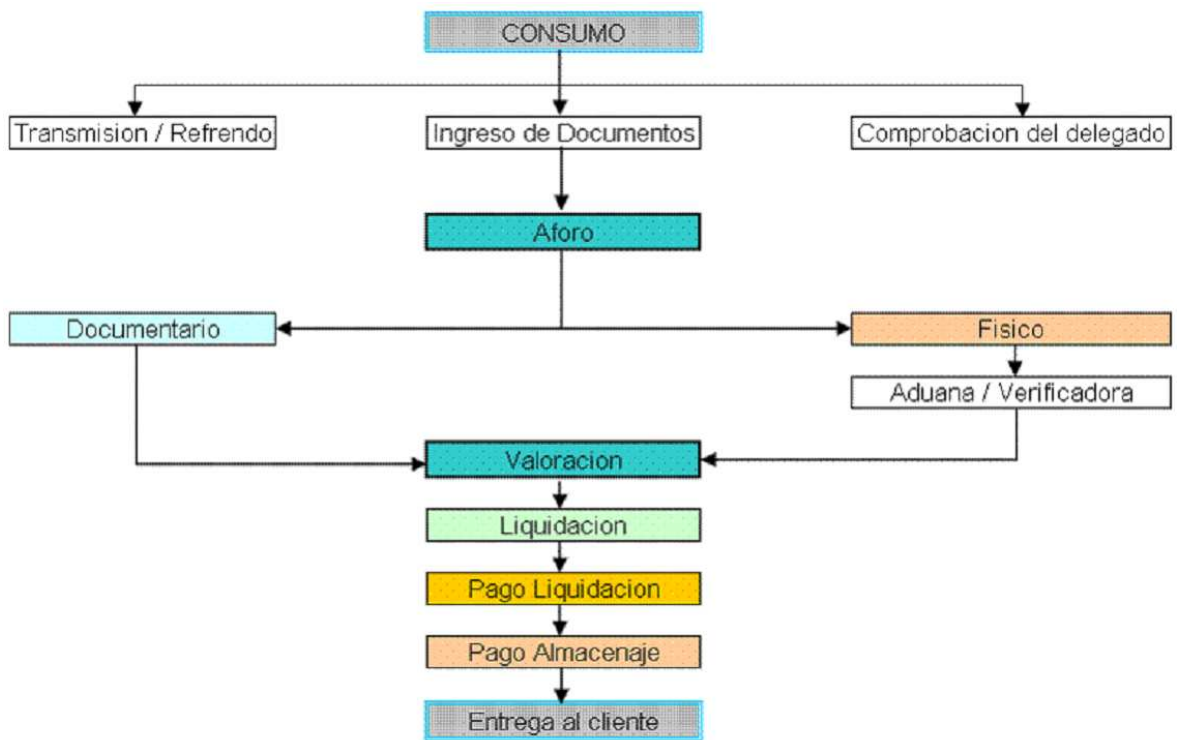 CONSUMO
Transmision / Refrendo
Ingreso de Documentos
Comprobacion del delegado
Aforo
Documentario
Fisico
Aduana / Verificadora
Valoracion
Liquidacion
Pago Liquidacion
Pago Almacenaje
Entrega al cliente